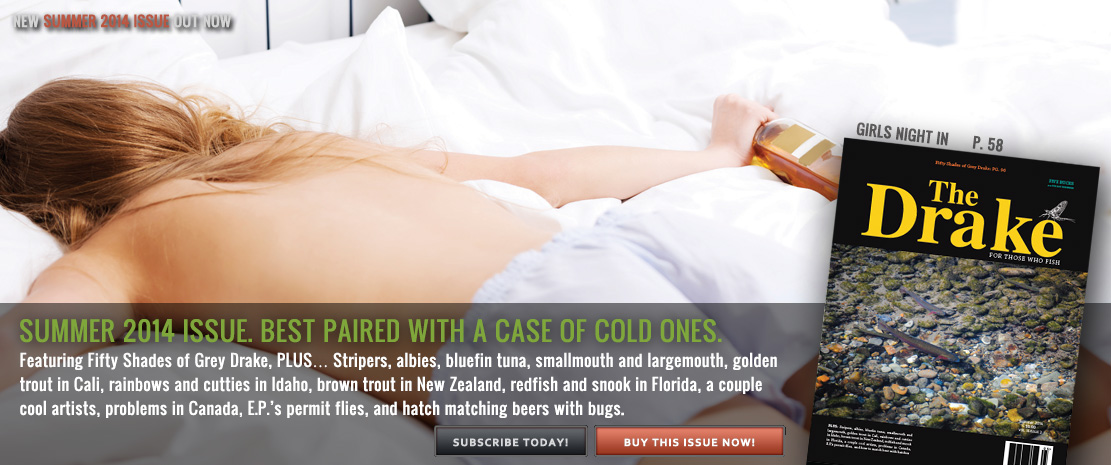 NEW SUMMER 2014 ISSUE OUT NOW
GIRLS NIGHT IN P. 58
Fifty Shades of Grey Drake PG. 50
The
Drake
FOR THOSE WHO FISH
SUMMER 2014 ISSUE. BEST PAIRED WITH A CASE OF COLD ONES.
Featuring Fifty Shades of Grey Drake, PLUS... Stripers, albies, bluefin tuna, smallmouth and largemouth, golden
trout in Cali, rainbows and cutties in Idaho, brown trout in New Zealand, redfish and snook in Florida, a couple
cool artists, problems in Canada, E.P.'s permit flies, and hatch matching beers with bugs.
SUBSCRIBE TODAY!
BUY THIS ISSUE NOW!